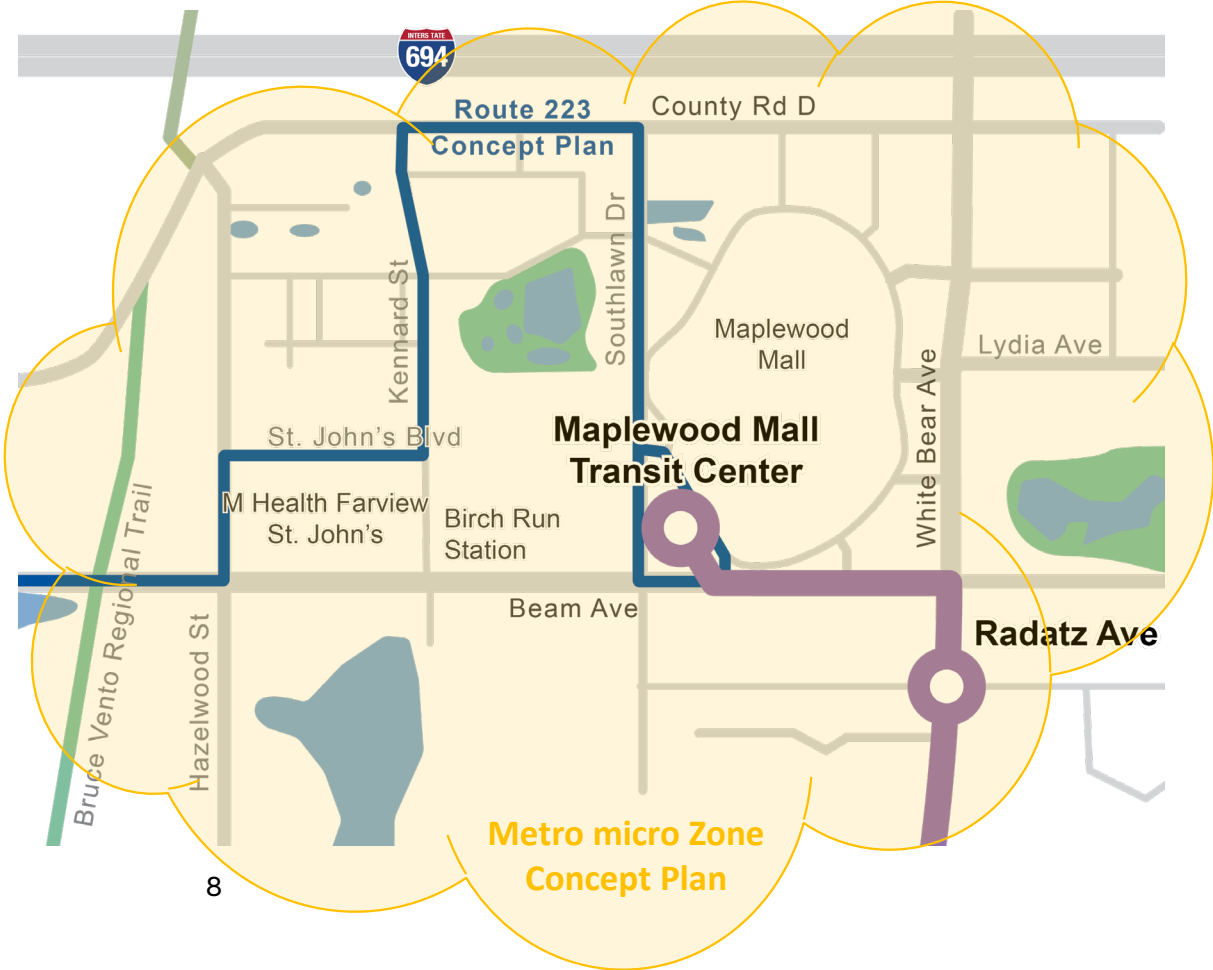 INTERSTATE
694
Route 223
Concept Plan
County Rd D
Southlawn Dr
Kennard St
Maplewood
Mall
Lydia Ave
White Bear Ave
St. John's Blvd
Maplewood Mall
Transit Center
M Health Farview
St. John's
Birch Run
Station
Bruce Vento Regional Trail
Beam Ave
Hazelwood St
Radatz Ave
Metro micro Zone
Concept Plan
8